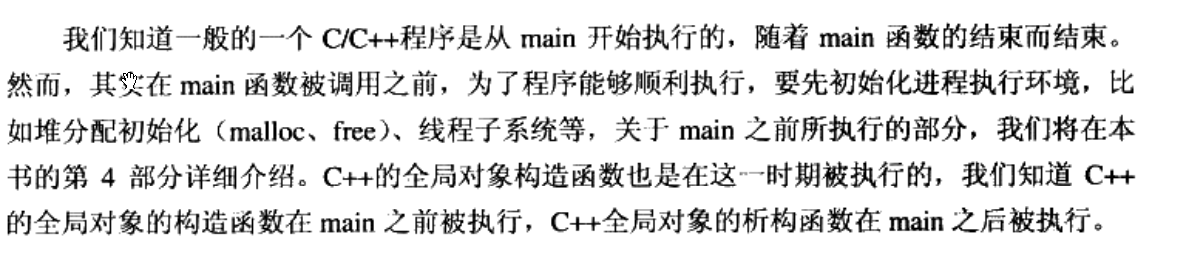 我们知道一般的一个 C/C++程序是从 main 开始执行的，随着 main 函数的结束而结束。
然而，其实在 main 函数被调用之前，为了程序能够顺利执行，要先初始化进程执行环境，比
如堆分配初始化（malloc、free）、线程子系统等，关于 main 之前所执行的部分，我们将在本
书的第 4 部分详细介绍。C++的全局对象构造函数也是在这一时期被执行的，我们知道 C++
的全局对象的构造函数在 main 之前被执行，C++全局对象的析构函数在 main 之后被执行。